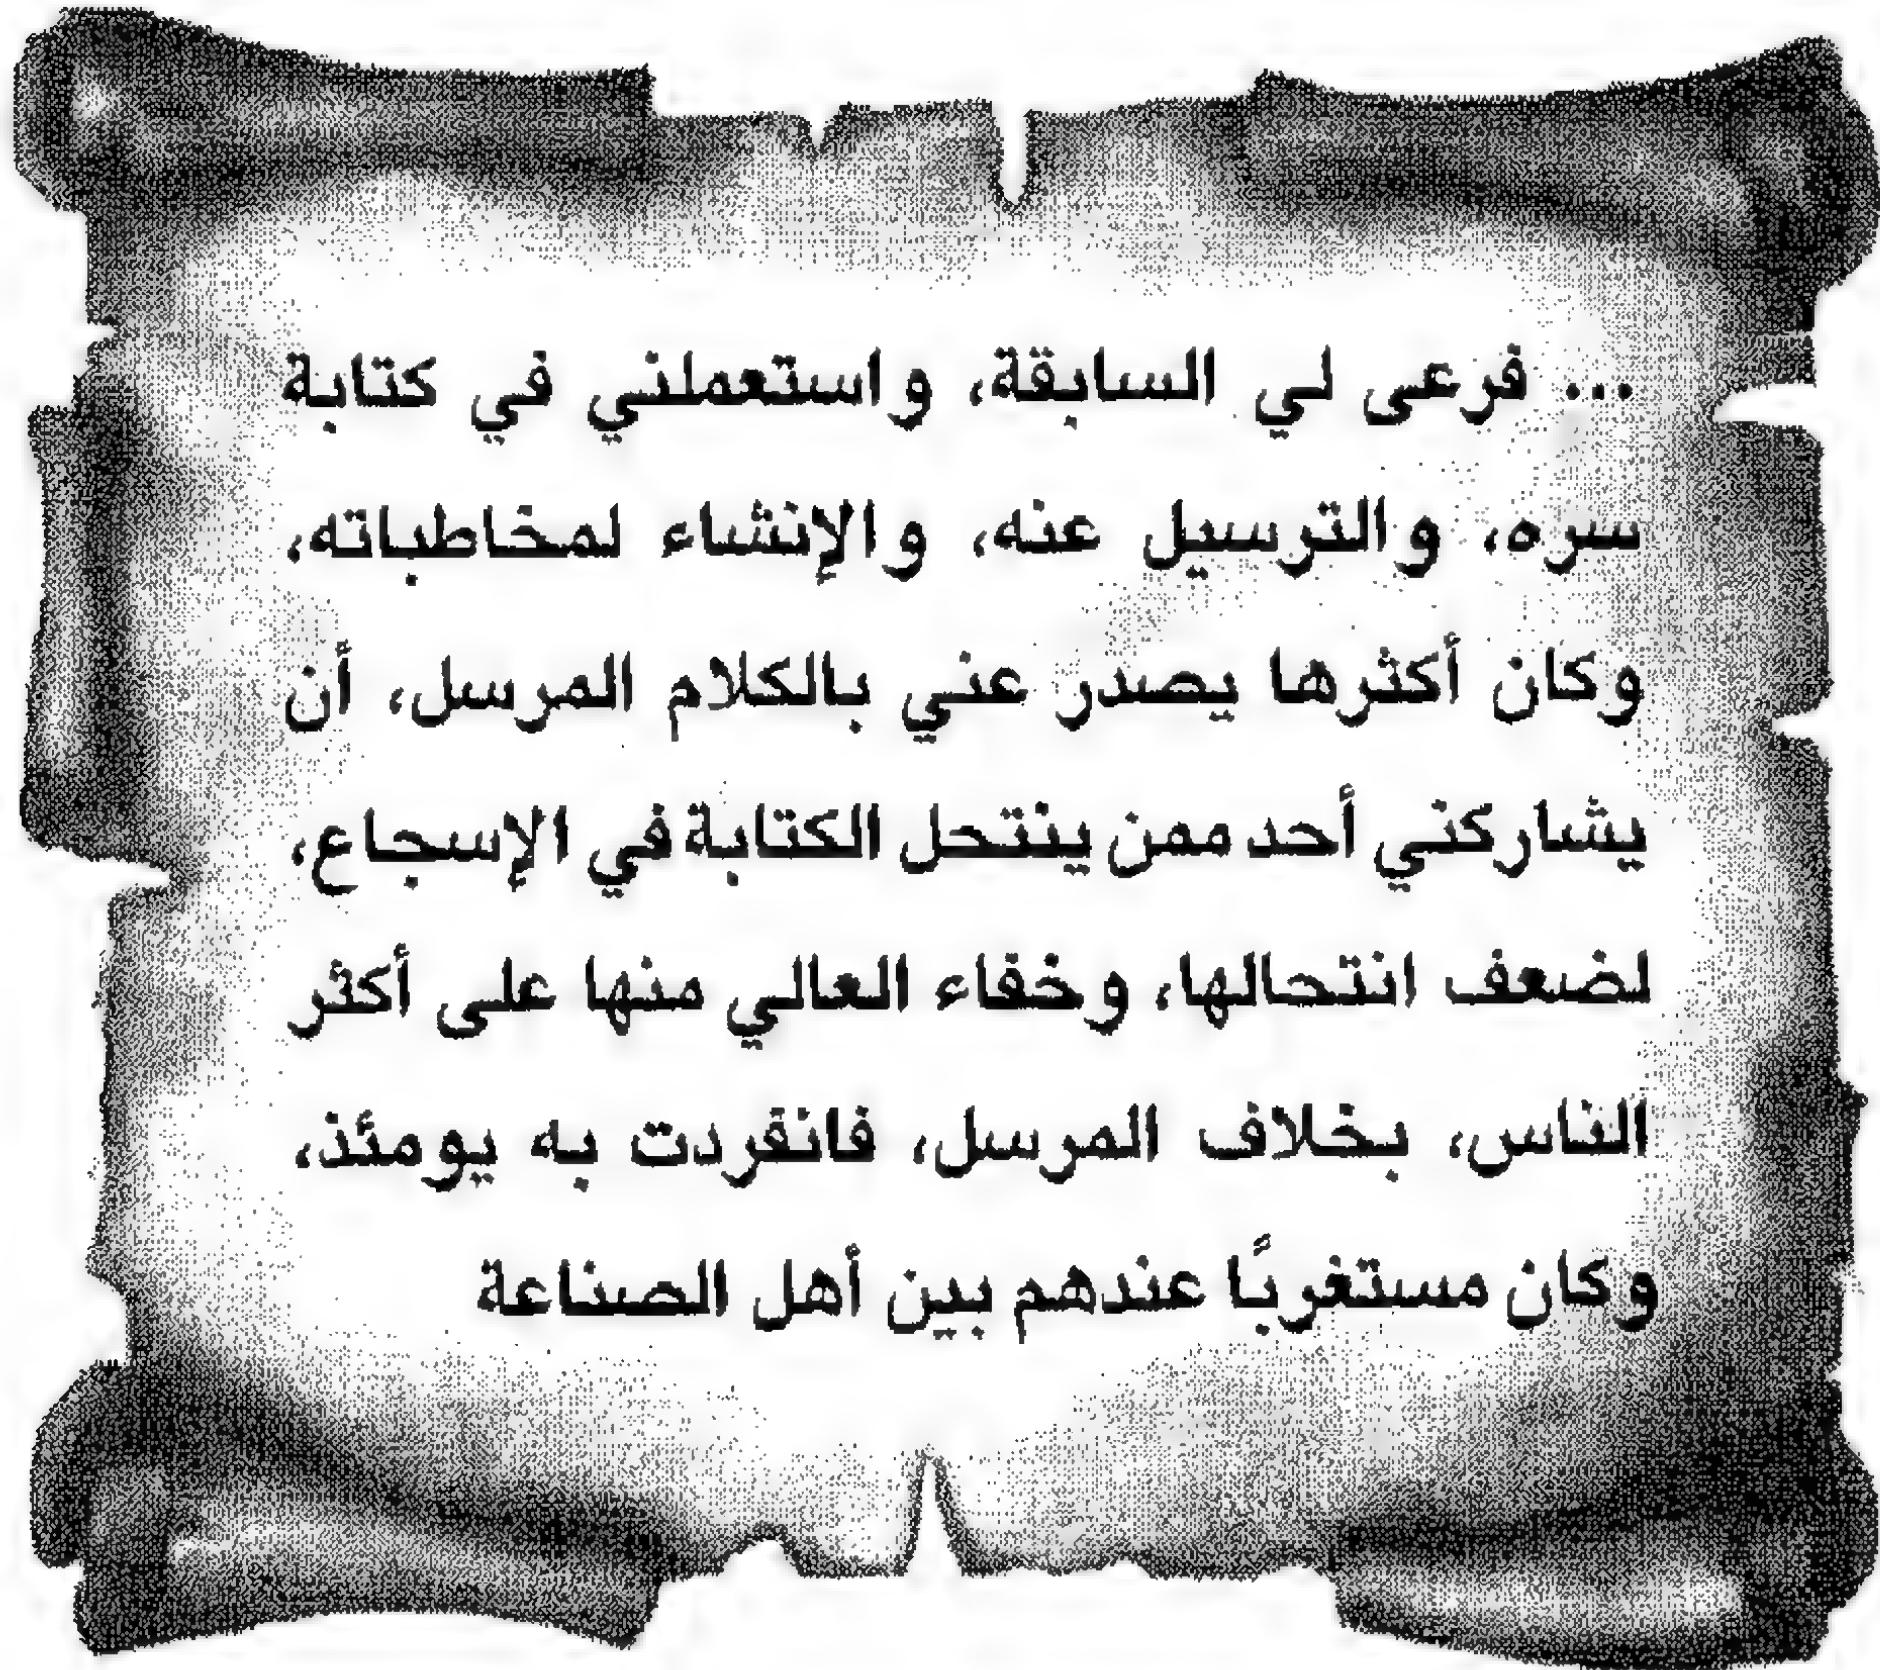 ... فرعى لي السابقة، واستعملني في كتابة
سره، والترسيل عنه، والإنشاء لمخاطباته،
وكان أكثرها يصدر عني بالكلام المرسل، أن
يشاركني أحد ممن ينتحل الكتابة في الإسجاع،
لضعف انتحالها، وخفاء العالي منها على أكثر
الناس، بخلاف المرسل، فانفردت به يومئذ،
وكان مستغربًا عندهم بين أهل الصناعة